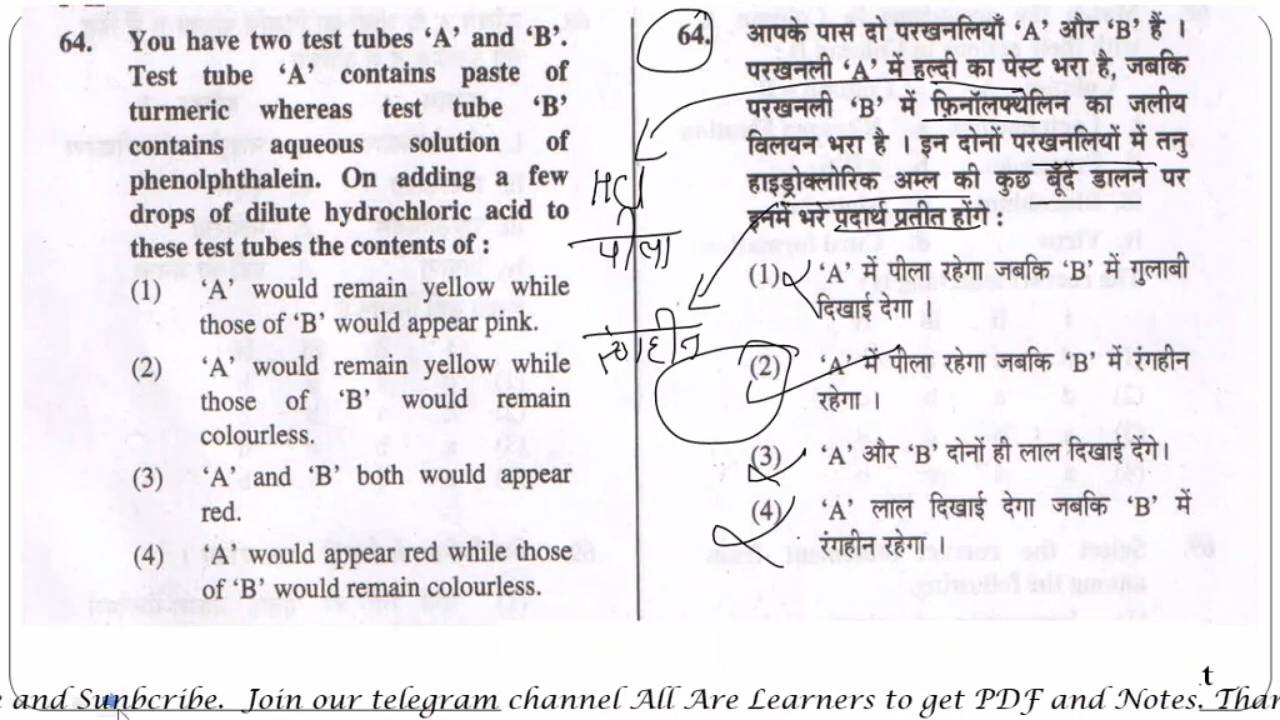 64. You have two test tubes ‘A’ and ‘B’.
Test tube ‘A’ contains paste of
turmeric whereas test tube ‘B’
contains aqueous solution of
phenolphthalein. On adding a few
drops of dilute hydrochloric acid to
these test tubes the contents of :
(1) ‘A’ would remain yellow while
those of ‘B’ would appear pink.
(2) ‘A’ would remain yellow while
those of ‘B’ would remain
colourless.
(3) ‘A’ and ‘B’ both would appear
red.
(4) ‘A’ would appear red while those
of ‘B’ would remain colourless.
HCl
पीला
64. आपके पास दो परखनलियाँ ‘A’ और ‘B’ हैं ।
परखनली ‘A’ में हल्दी का पेस्ट भरा है, जबकि
परखनली ‘B’ में फ़िनॉलफ्थेलिन का जलीय
विलयन भरा है । इन दोनों परखनलियों में तनु
हाइड्रोक्लोरिक अम्ल की कुछ बूँदें डालने पर
इनमें भरे पदार्थ प्रतीत होंगे :
(1) ‘A’ में पीला रहेगा जबकि ‘B’ में गुलाबी
दिखाई देगा ।
(2) ‘A’ में पीला रहेगा जबकि ‘B’ में रंगहीन
रहेगा ।
(3) ‘A’ और ‘B’ दोनों ही लाल दिखाई देंगे।
(4) ‘A’ लाल दिखाई देगा जबकि ‘B’ में
रंगहीन रहेगा ।
t
e and Sunbcribe. Join our telegram channel All Are Learners to get PDF and Notes. Than